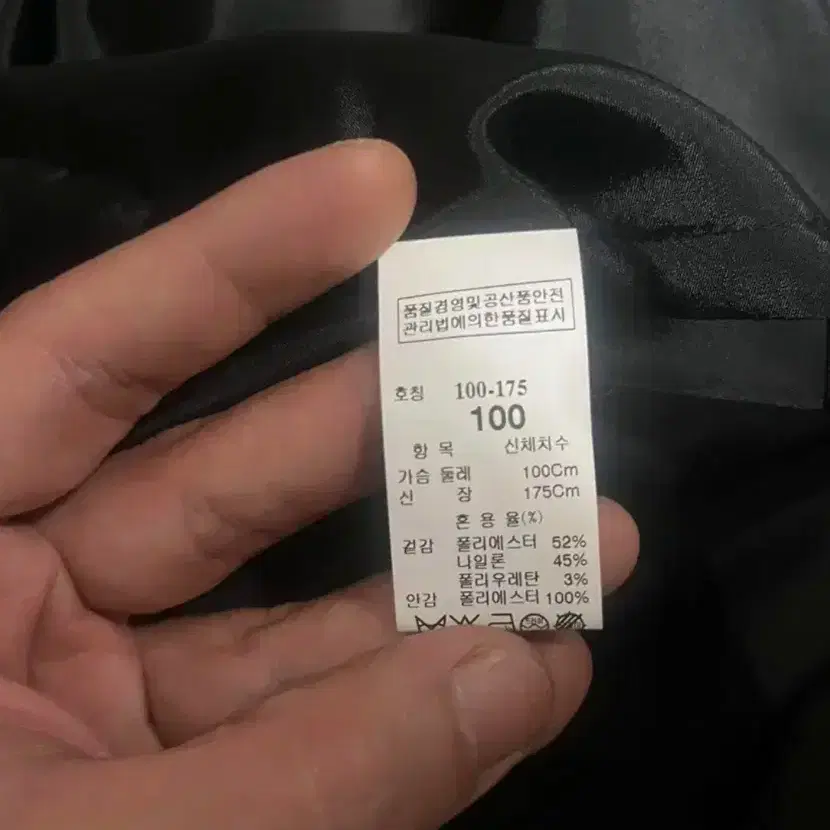 품질경영및공산품안전
관리법에의한품질표시
호칭 100-175
100
항 목 신체치수
가슴 둘레 100Cm
신 장 175Cm
혼 용 율(%)
겉감 폴리에스터 52%
나일론 45%
폴리우레탄 3%
안감 폴리에스터 100%